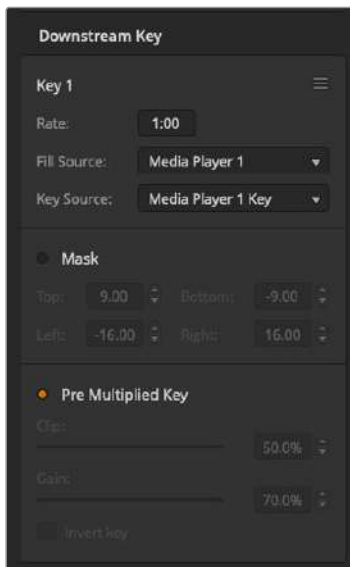 Downstream Key
Key 1
Rate: 1:00
Fill Source: Media Player 1
Key Source: Media Player 1 Key
Mask
Top: 9.00 Bottom: -9.00
Left: -16.00 Right: 16.00
Pre Multiplied Key
Clip:
50.0%
Gain:
70.0%
Invert key